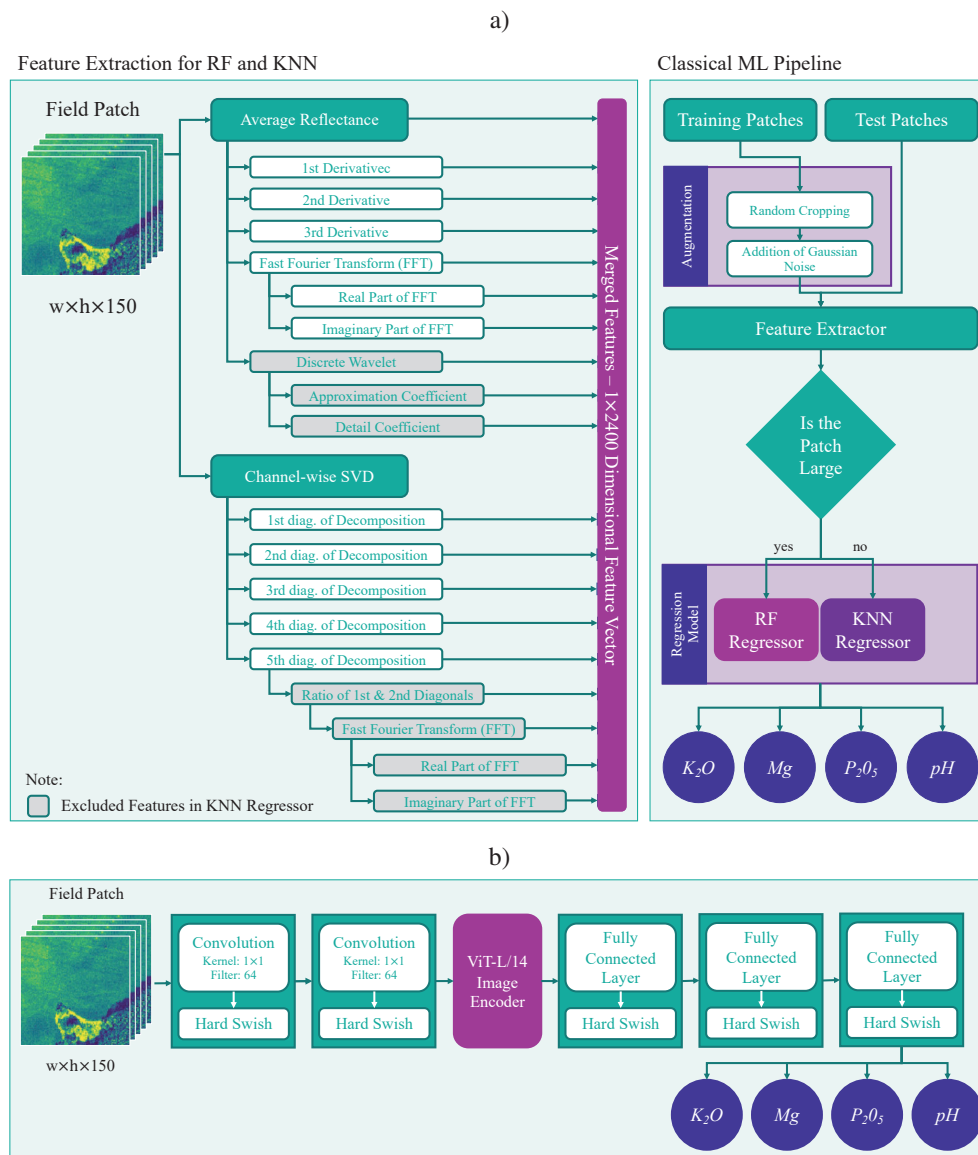 a)
Feature Extraction for RF and KNN
Field Patch
w×h×150
Average Reflectance
1st Derivativec
2nd Derivative
3rd Derivative
Fast Fourier Transform (FFT)
Real Part of FFT
Imaginary Part of FFT
Discrete Wavelet
Approximation Coefficient
Detail Coefficient
Channel-wise SVD
1st diag. of Decomposition
2nd diag. of Decomposition
3rd diag. of Decomposition
4th diag. of Decomposition
5th diag. of Decomposition
Ratio of 1st & 2nd Diagonals
Fast Fourier Transform (FFT)
Real Part of FFT
Imaginary Part of FFT
Merged Features – 1×2400 Dimensional Feature Vector
Note:
Excluded Features in KNN Regressor
Classical ML Pipeline
Training Patches
Test Patches
Augmentation
Random Cropping
Addition of Gaussian
Noise
Feature Extractor
Is the
Patch
Large
yes
no
Regression
Model
RF
Regressor
KNN
Regressor
K₂O
Mg
P₂0₅
pH
b)
Field Patch
w×h×150
Convolution
Kernel: 1×1
Filter: 64
Hard Swish
Convolution
Kernel: 1×1
Filter: 64
Hard Swish
ViT-L/14
Image
Encoder
Fully
Connected
Layer
Hard Swish
Fully
Connected
Layer
Hard Swish
Fully
Connected
Layer
Hard Swish
K₂O
Mg
P₂0₅
pH